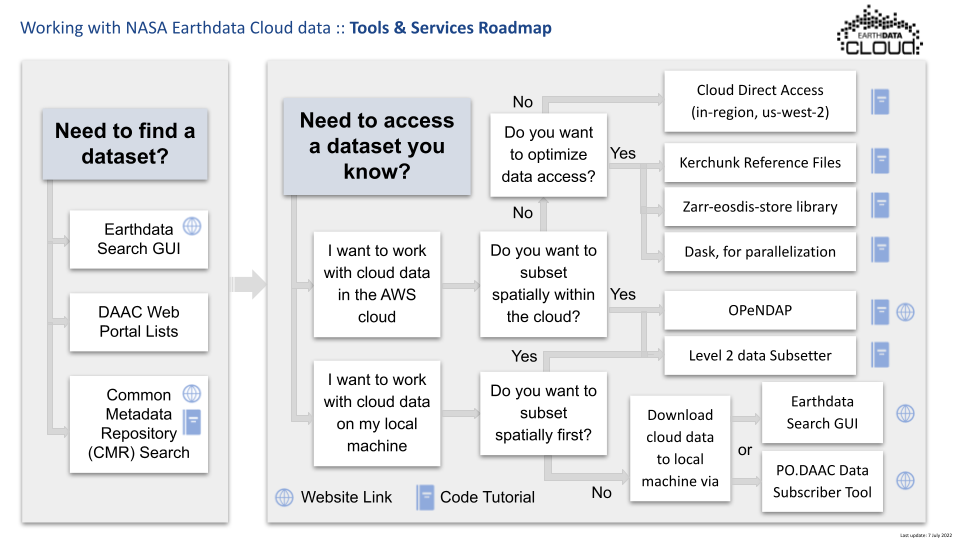 Working with NASA Earthdata Cloud data :: Tools & Services Roadmap
EARTHDATA
CLOUD
Need to find a
dataset?
Earthdata
Search GUI
DAAC Web
Portal Lists
Common
Metadata
Repository
(CMR) Search
Need to access
a dataset you
know?
I want to work
with cloud data
in the AWS
cloud
I want to work
with cloud data
on my local
machine
No
Do you want
to optimize
data access?
Yes
No
Do you want to
subset
spatially within
the cloud?
Yes
Yes
Do you want to
subset
spatially first?
No
Cloud Direct Access
(in-region, us-west-2)
Kerchunk Reference Files
Zarr-eosdis-store library
Dask, for parallelization
OPeNDAP
Level 2 data Subsetter
Download
cloud data
to local
machine via
Earthdata
Search GUI
or
PO.DAAC Data
Subscriber Tool
Website Link
Code Tutorial
Last update: 7 July 2022